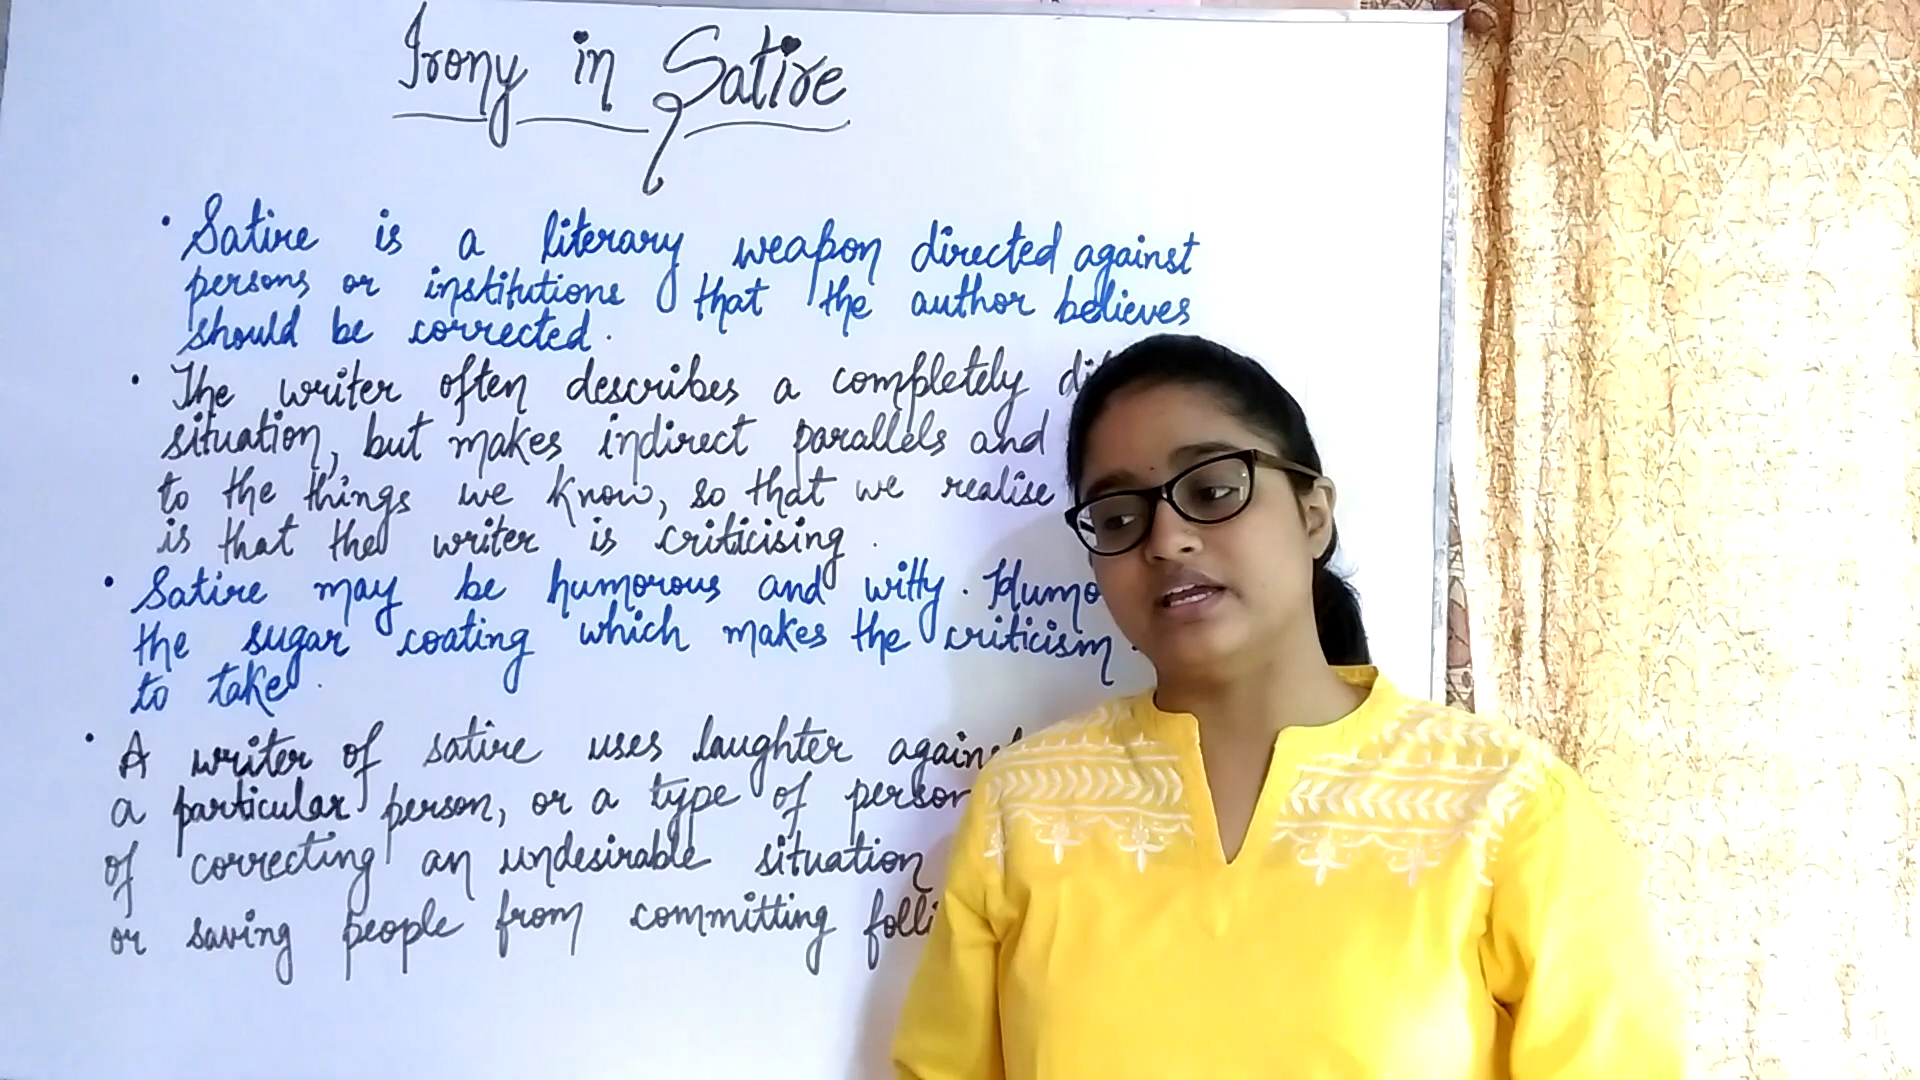 Irony in Satire
• Satire is a literary weapon directed against
persons or institutions that the author believes
should be corrected.
• The writer often describes a completely
situation, but makes indirect parallels and
to the things we know, so that we realise
is that the writer is criticising.
• Satire may be humorous and witty. Humo
the sugar coating which makes the criticism
to take.
• A writer of satire uses laughter against
a particular person, or a type of person
of correcting an undesirable situation
or saving people from committing folli